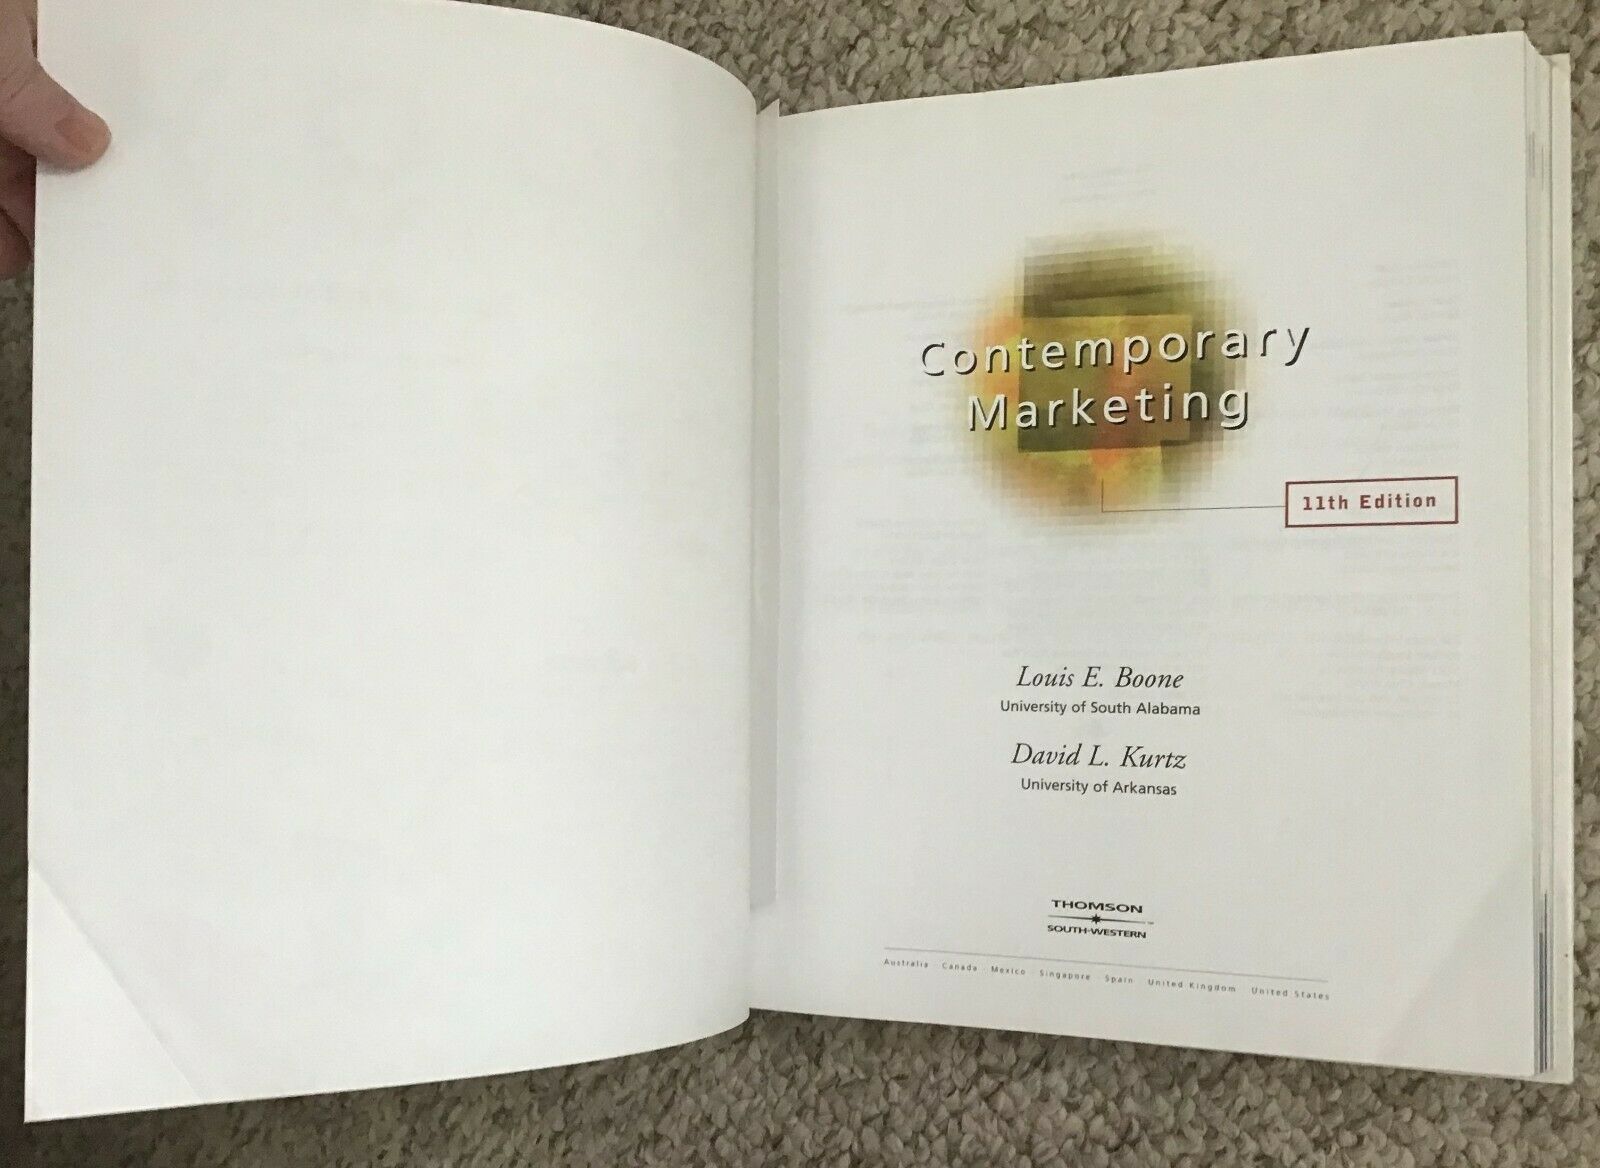 Contemporary
Marketing
11th Edition
Louis E. Boone
University of South Alabama
David L. Kurtz
University of Arkansas
THOMSON
™
SOUTH-WESTERN
Australia · Canada · Mexico · Singapore · Spain · United Kingdom · United States